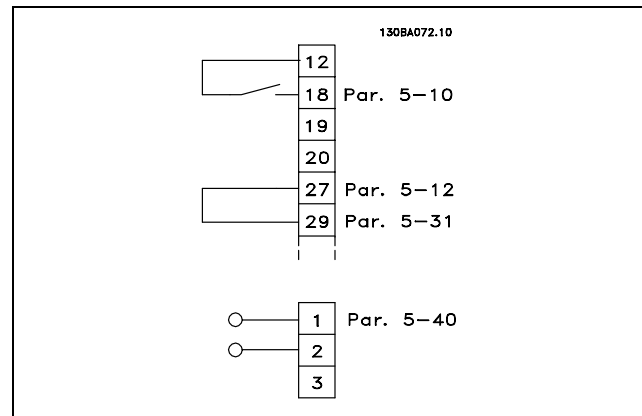 130BA072.10
12
18 Par. 5-10
19
20
27 Par. 5-12
29 Par. 5-31
1 Par. 5-40
2
3